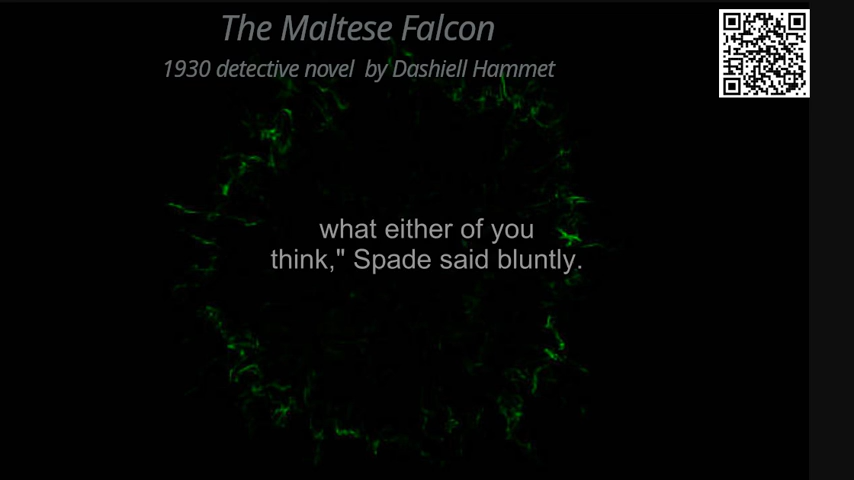 The Maltese Falcon
1930 detective novel by Dashiell Hammet
what either of you
think," Spade said bluntly.